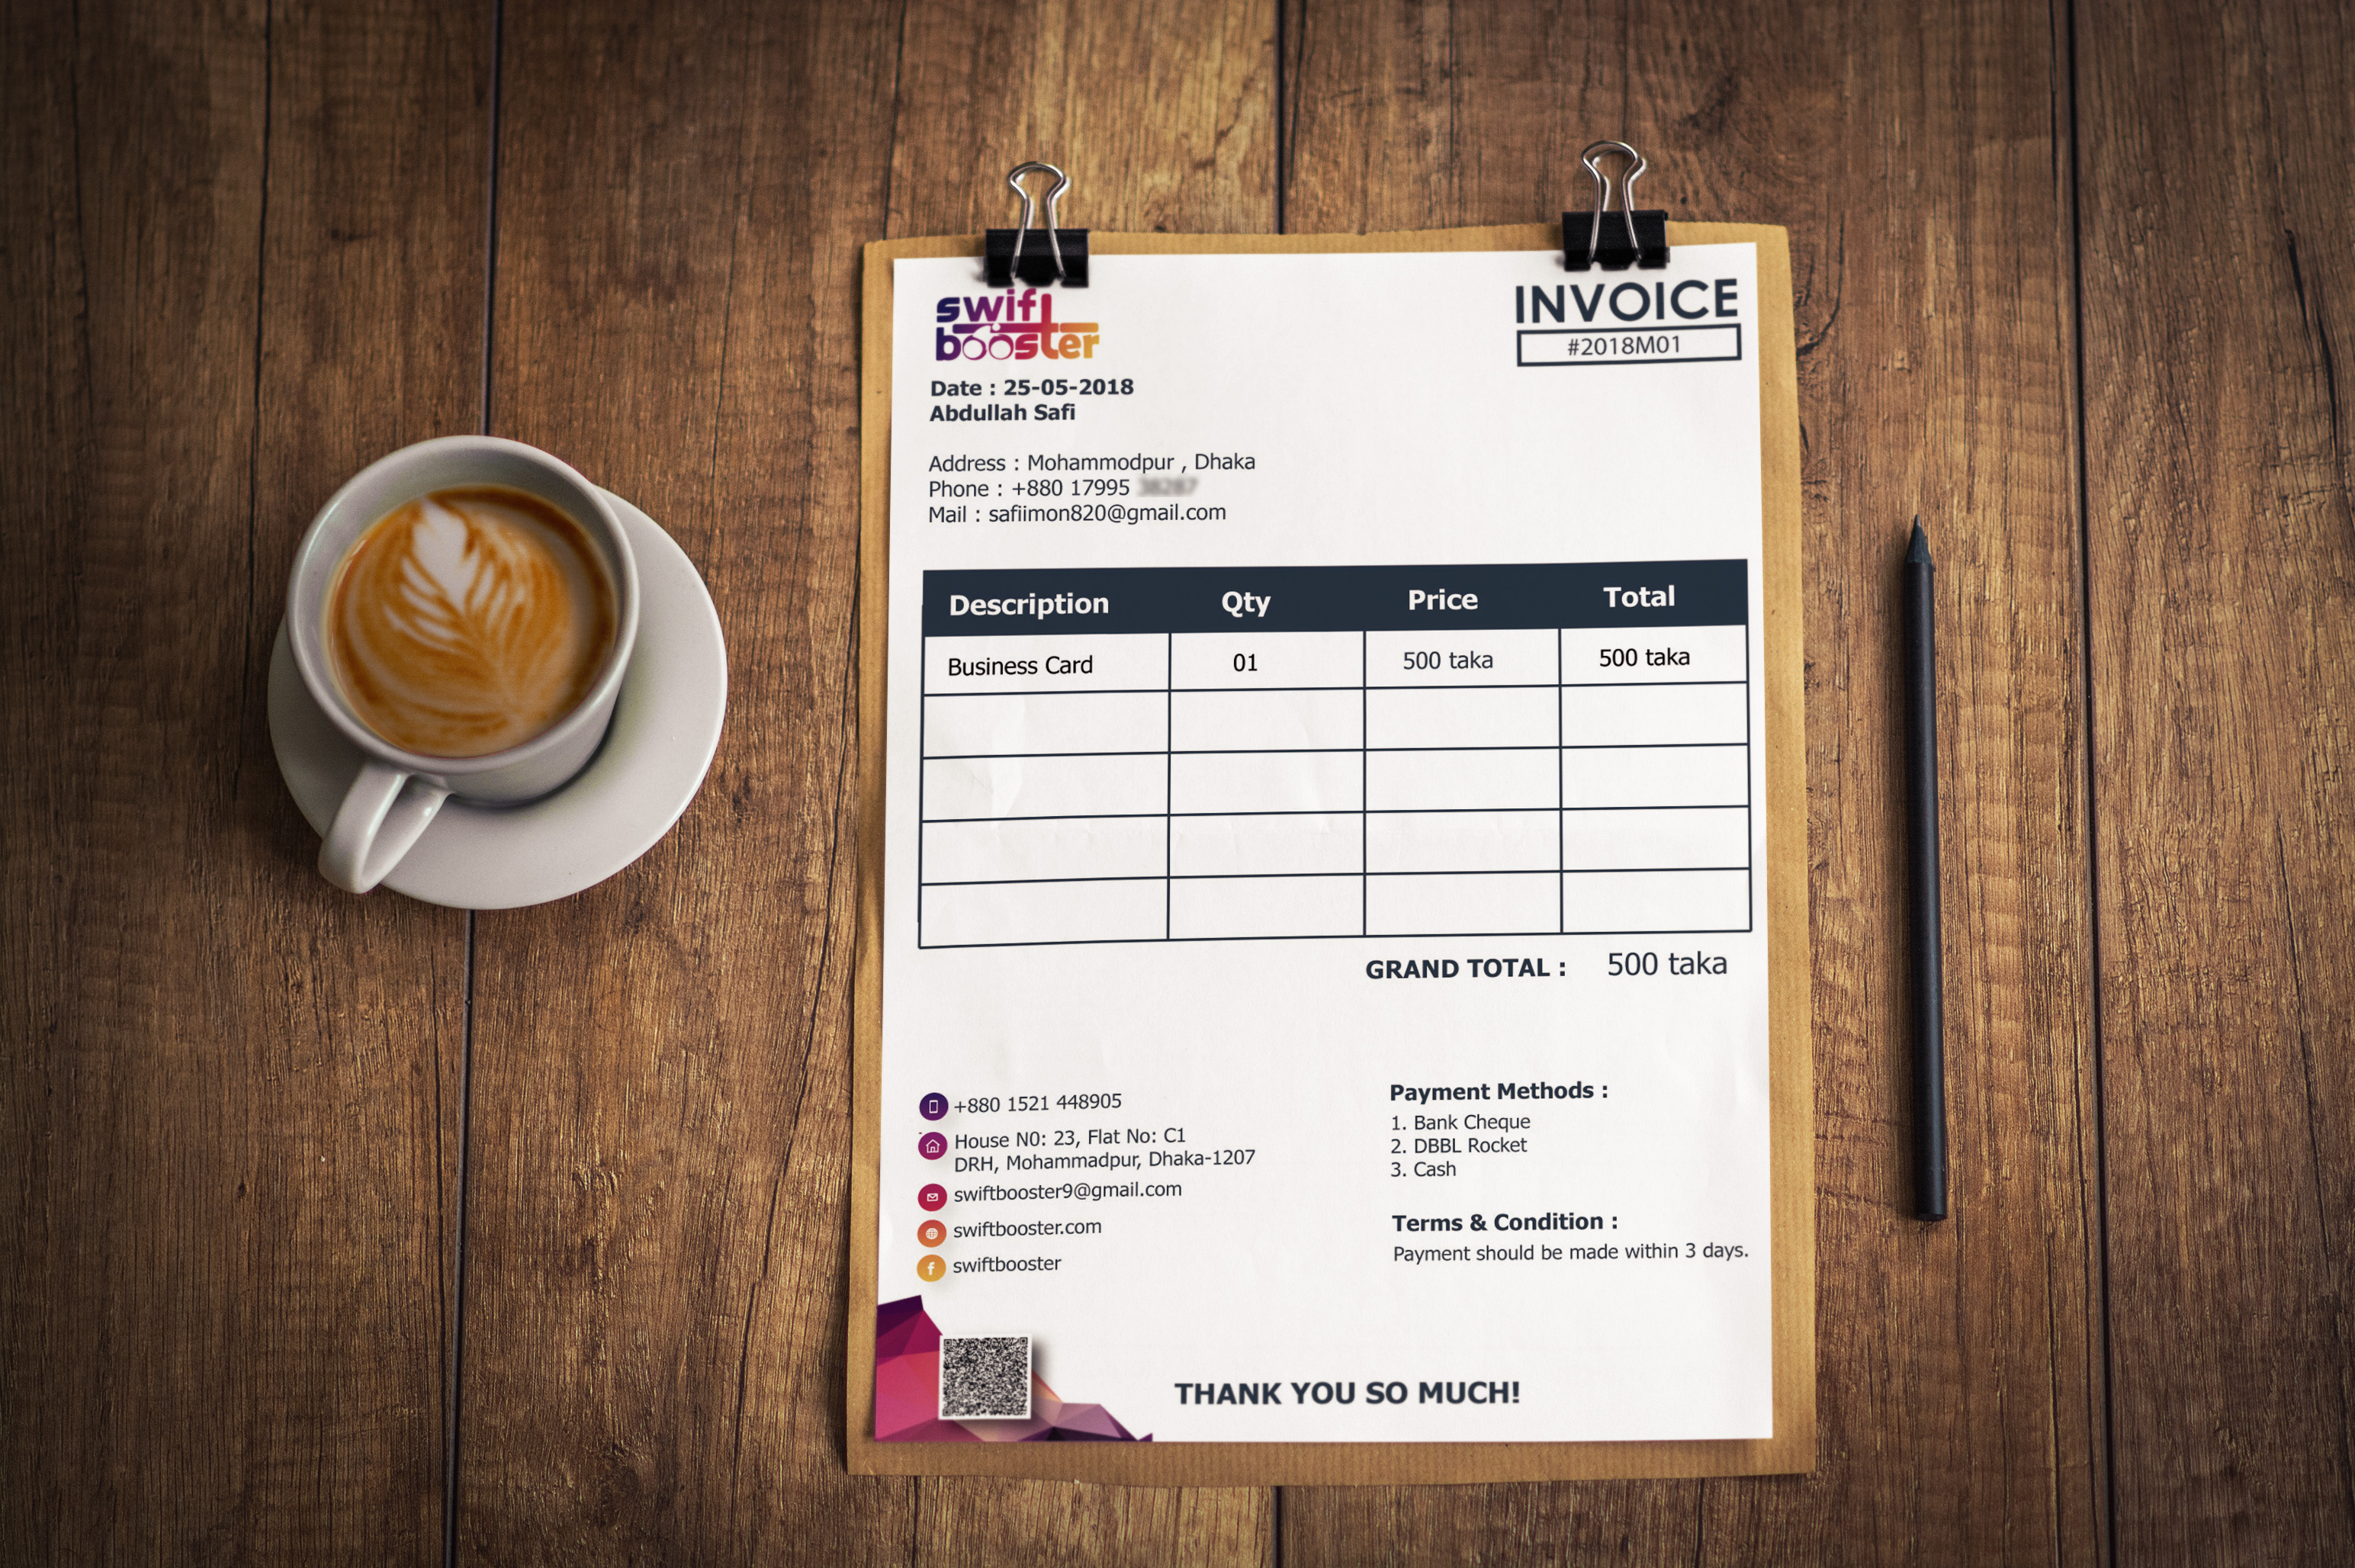 swift
booster
INVOICE
#2018M01
Date : 25-05-2018
Abdullah Safi
Address : Mohammodpur , Dhaka
Phone : +880 17995
Mail : safiimon820@gmail.com
Description Qty Price Total
Business Card 01 500 taka 500 taka
GRAND TOTAL : 500 taka
+880 1521 448905
House N0: 23, Flat No: C1
DRH, Mohammadpur, Dhaka-1207
swiftbooster9@gmail.com
swiftbooster.com
f swiftbooster
Payment Methods :
1. Bank Cheque
2. DBBL Rocket
3. Cash
Terms & Condition :
Payment should be made within 3 days.
THANK YOU SO MUCH!